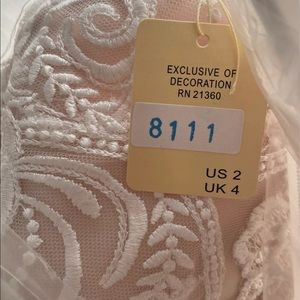 EXCLUSIVE OF
DECORATION
RN 21360
8111
US 2
UK 4